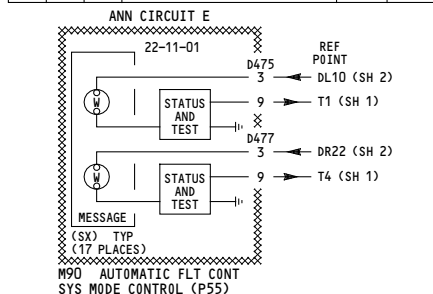 ANN CIRCUIT E
22-11-01
REF
POINT
D475
3 DL10 (SH 2)
W STATUS
AND
TEST
9 T1 (SH 1)
D477
3 DR22 (SH 2)
W STATUS
AND
TEST
9 T4 (SH 1)
MESSAGE
(SX) TYP
(17 PLACES)
M90 AUTOMATIC FLT CONT
SYS MODE CONTROL (P55)